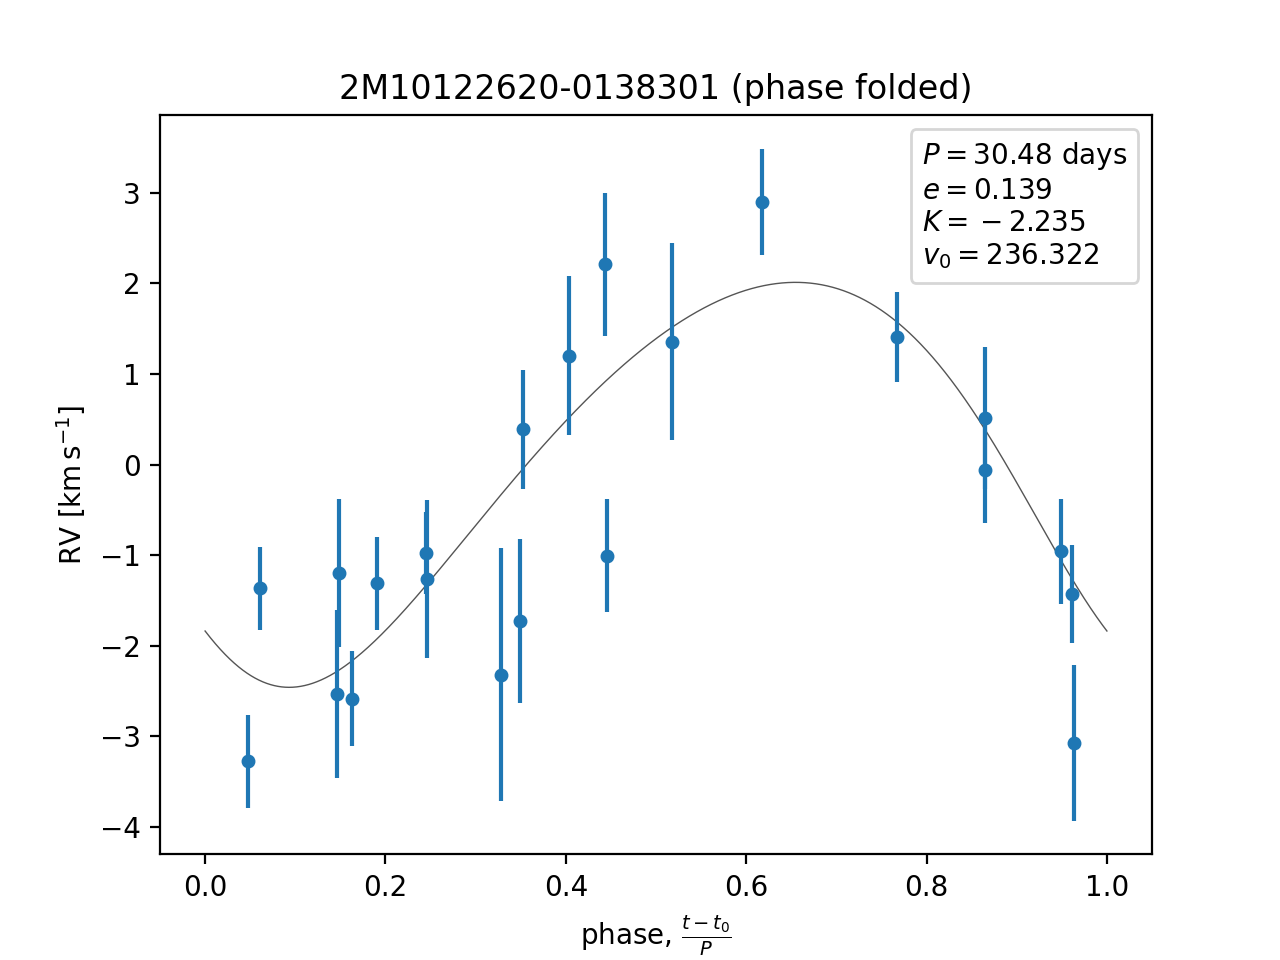 2M10122620-0138301 (phase folded)
P = 30.48 days
e = 0.139
K = −2.235
v₀ = 236.322
RV [km s⁻¹]
3
2
1
0
−1
−2
−3
−4
0.0 0.2 0.4 0.6 0.8 1.0
phase, (t − t₀)/P